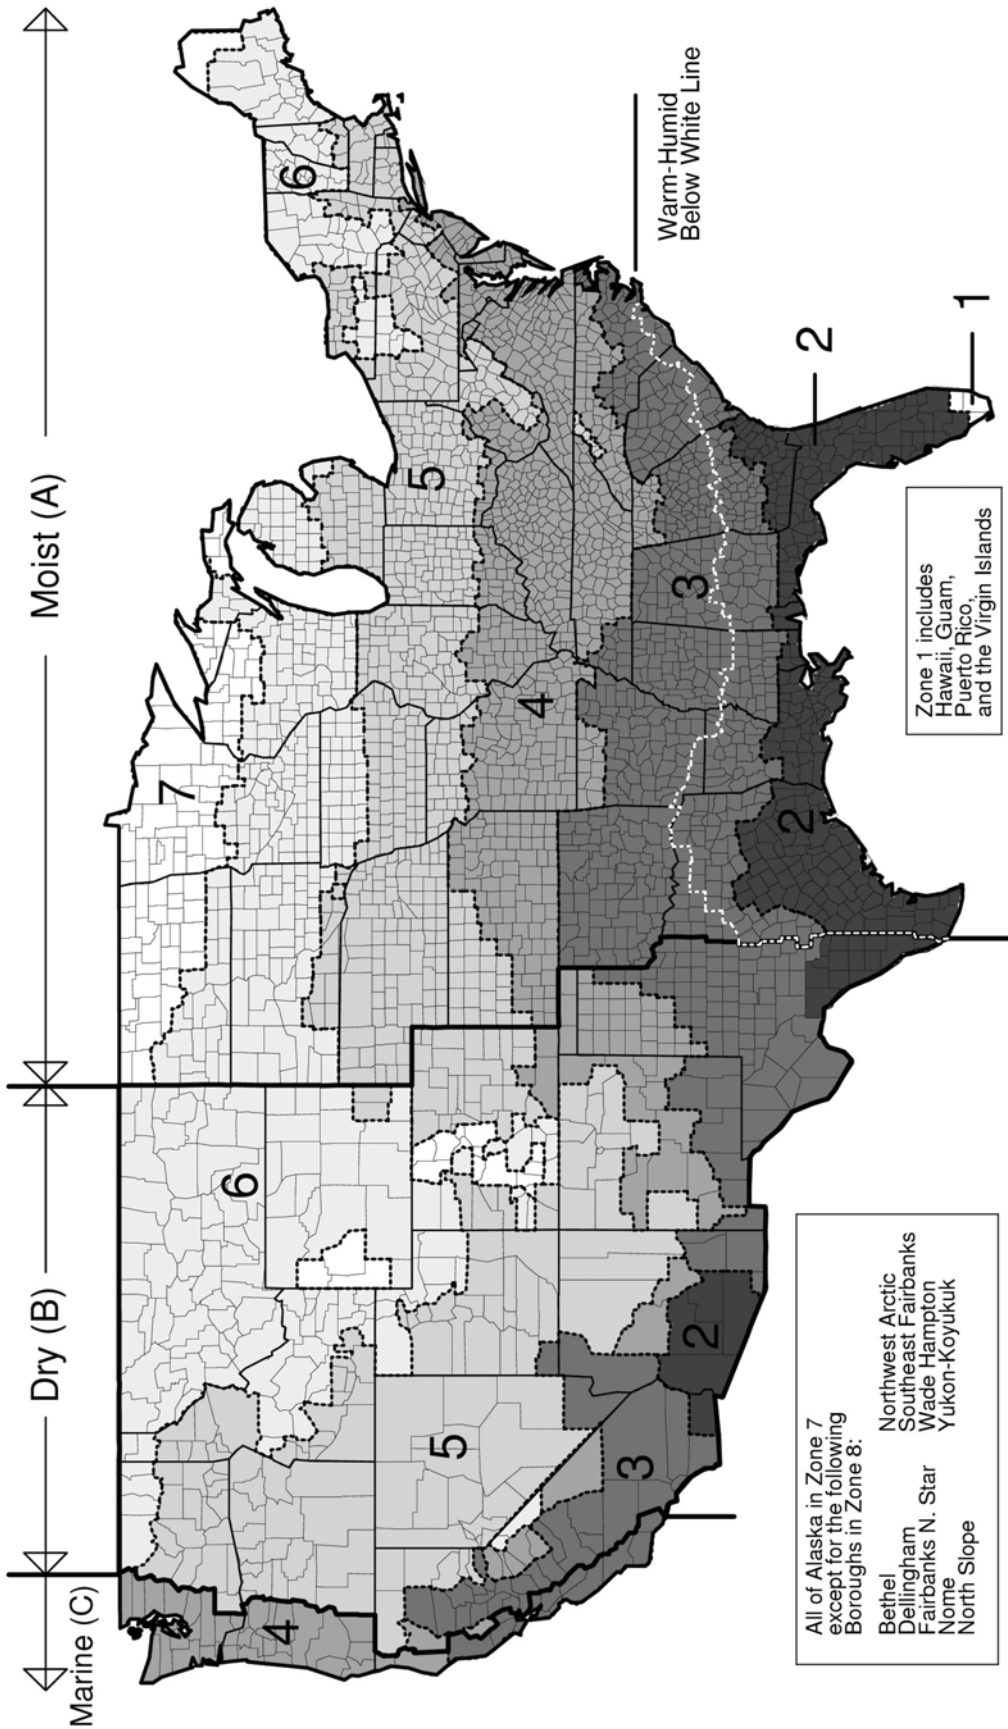 Marine (C)
Dry (B)
Moist (A)
7
6
6
5
5
4
4
3
3
2
2
2
1
Warm-Humid
Below White Line
All of Alaska in Zone 7
except for the following
Boroughs in Zone 8:
Bethel
Dellingham
Fairbanks N. Star
Nome
North Slope
Northwest Arctic
Southeast Fairbanks
Wade Hampton
Yukon-Koyukuk
Zone 1 includes
Hawaii, Guam,
Puerto Rico,
and the Virgin Islands